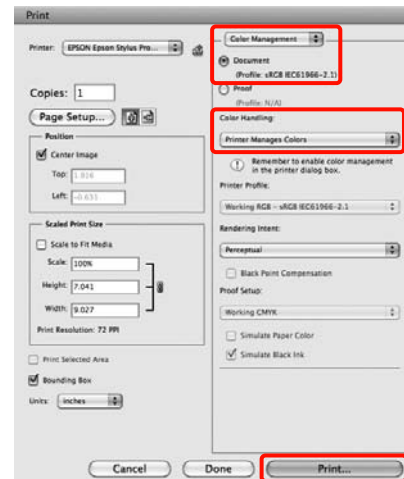 Print
Printer: EPSON Epson Stylus Pro...
Copies: 1
Page Setup...
Position
Center Image
Top: 1.816
Left: -0.633
Scaled Print Size
Scale to Fit Media
Scale: 100%
Height: 7.041
Width: 9.027
Print Resolution: 72 PPI
Print Selected Area
Bounding Box
Units: inches
Color Management
Document
(Profile: sRGB IEC61966-2.1)
Proof
(Profile: N/A)
Color Handling:
Printer Manages Colors
Remember to enable color management
in the printer dialog box.
Printer Profile:
Working RGB - sRGB IEC61966-2.1
Rendering Intent:
Perceptual
Black Point Compensation
Proof Setup:
Working CMYK
Simulate Paper Color
Simulate Black Ink
Cancel
Done
Print...